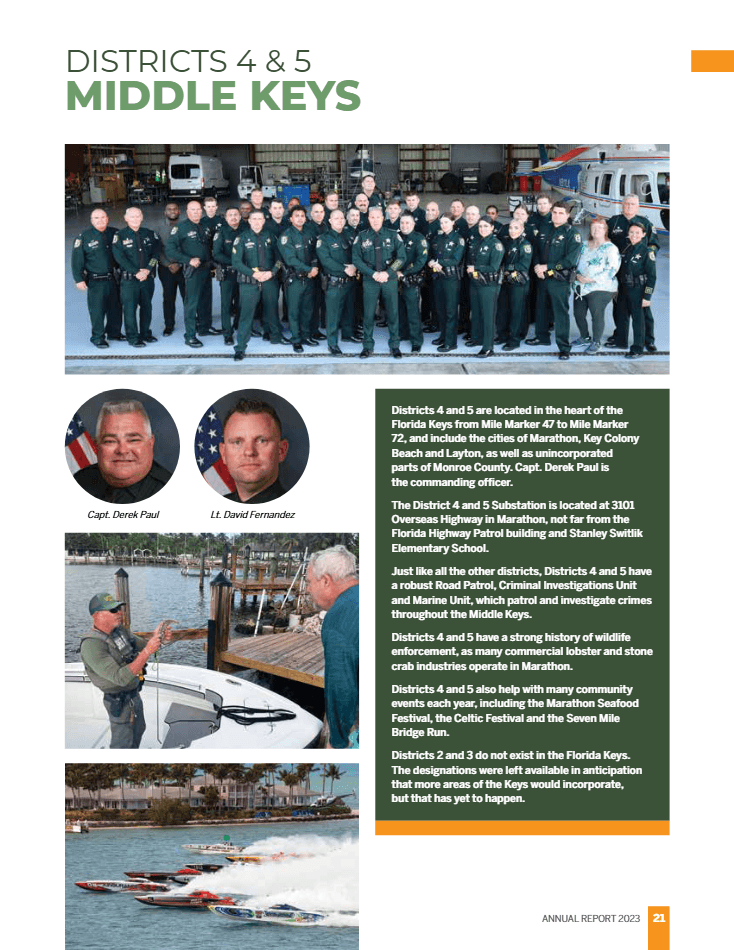 DISTRICTS 4 & 5
MIDDLE KEYS
Capt. Derek Paul
Lt. David Fernandez
Districts 4 and 5 are located in the heart of the
Florida Keys from Mile Marker 47 to Mile Marker
72, and include the cities of Marathon, Key Colony
Beach and Layton, as well as unincorporated
parts of Monroe County. Capt. Derek Paul is
the commanding officer.
The District 4 and 5 Substation is located at 3101
Overseas Highway in Marathon, not far from the
Florida Highway Patrol building and Stanley Switlik
Elementary School.
Just like all the other districts, Districts 4 and 5 have
a robust Road Patrol, Criminal Investigations Unit
and Marine Unit, which patrol and investigate crimes
throughout the Middle Keys.
Districts 4 and 5 have a strong history of wildlife
enforcement, as many commercial lobster and stone
crab industries operate in Marathon.
Districts 4 and 5 also help with many community
events each year, including the Marathon Seafood
Festival, the Celtic Festival and the Seven Mile
Bridge Run.
Districts 2 and 3 do not exist in the Florida Keys.
The designations were left available in anticipation
that more areas of the Keys would incorporate,
but that has yet to happen.
ANNUAL REPORT 2023
21